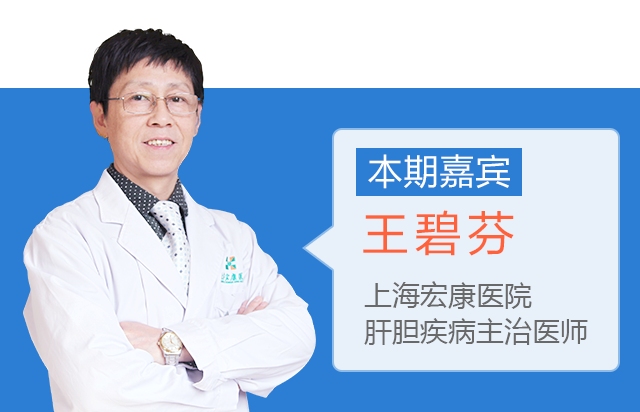 本期嘉宾
王碧芬
上海宏康医院
肝胆疾病主治医师